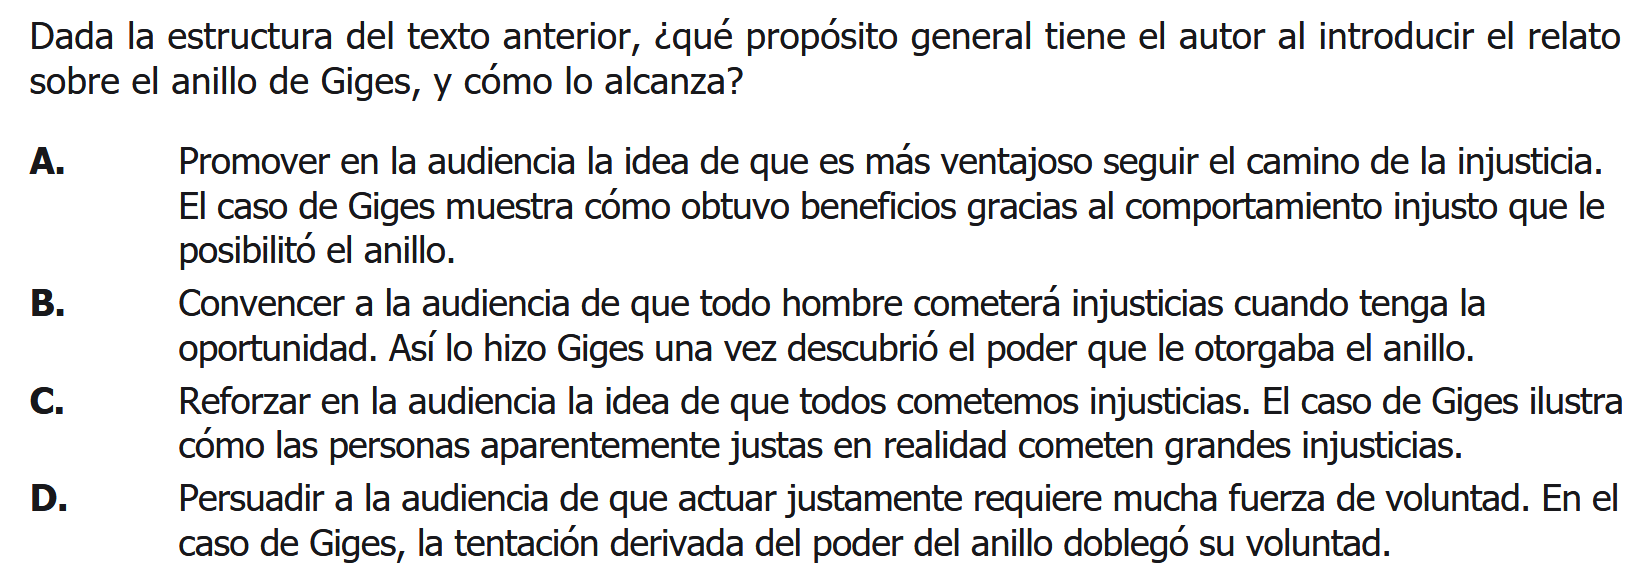 Dada la estructura del texto anterior, ¿qué propósito general tiene el autor al introducir el relato
sobre el anillo de Giges, y cómo lo alcanza?
A. Promover en la audiencia la idea de que es más ventajoso seguir el camino de la injusticia.
El caso de Giges muestra cómo obtuvo beneficios gracias al comportamiento injusto que le
posibilitó el anillo.
B. Convencer a la audiencia de que todo hombre cometerá injusticias cuando tenga la
oportunidad. Así lo hizo Giges una vez descubrió el poder que le otorgaba el anillo.
C. Reforzar en la audiencia la idea de que todos cometemos injusticias. El caso de Giges ilustra
cómo las personas aparentemente justas en realidad cometen grandes injusticias.
D. Persuadir a la audiencia de que actuar justamente requiere mucha fuerza de voluntad. En el
caso de Giges, la tentación derivada del poder del anillo doblegó su voluntad.